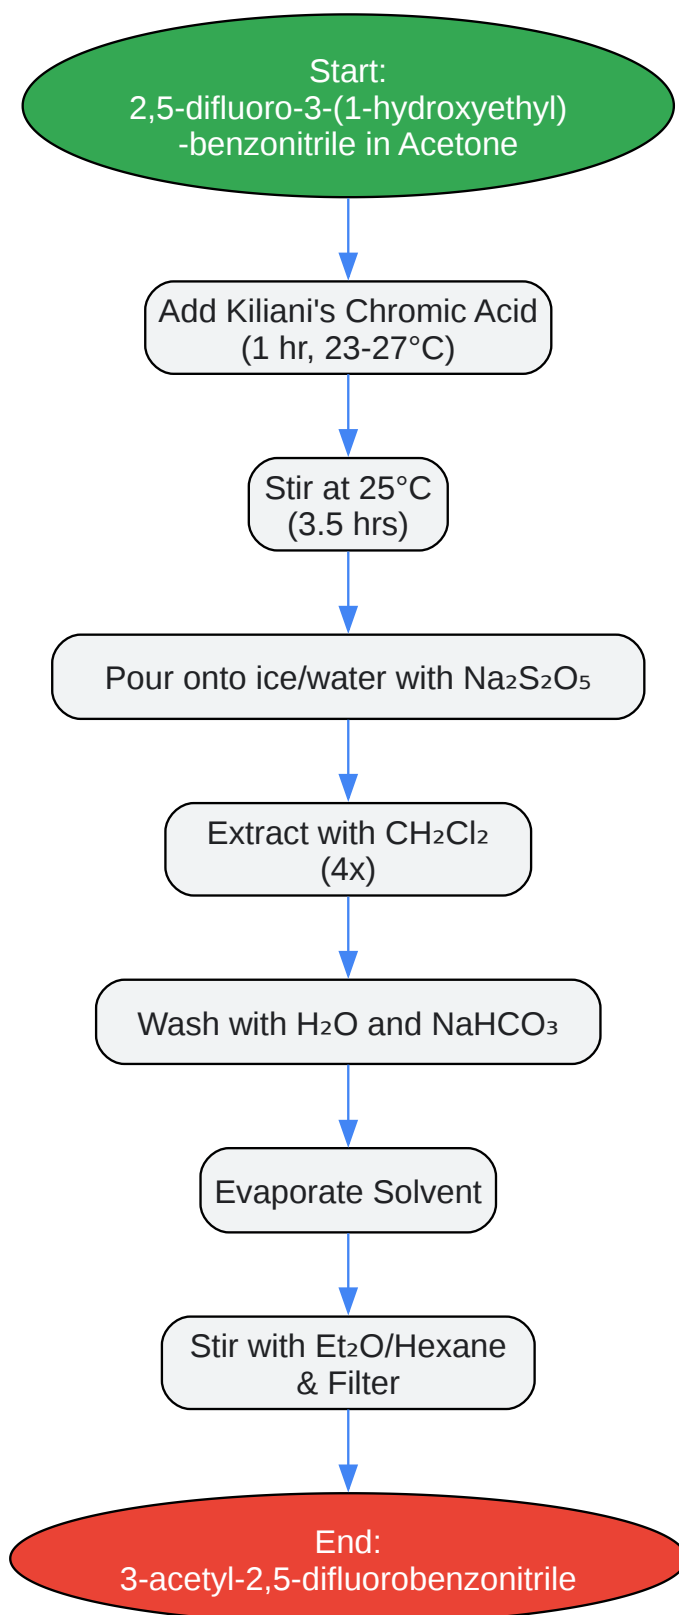 Start:
2,5-difluoro-3-(1-hydroxyethyl)
-benzonitrile in Acetone
Add Kiliani's Chromic Acid
(1 hr, 23-27°C)
Stir at 25°C
(3.5 hrs)
Pour onto ice/water with Na₂S₂O₅
Extract with CH₂Cl₂
(4x)
Wash with H₂O and NaHCO₃
Evaporate Solvent
Stir with Et₂O/Hexane
& Filter
End:
3-acetyl-2,5-difluorobenzonitrile